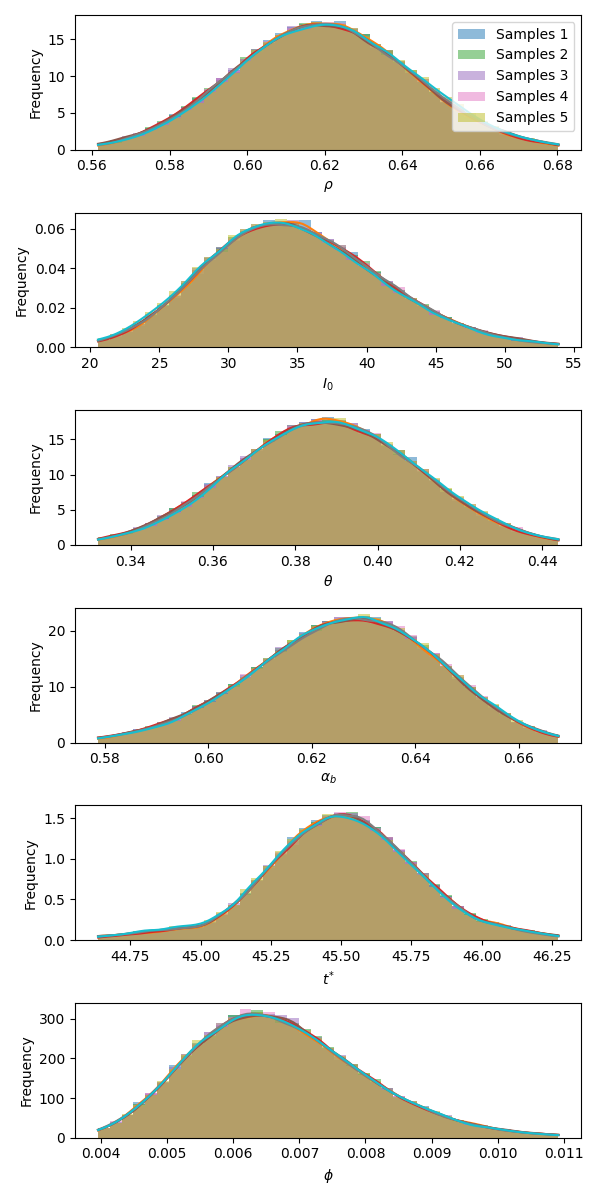 Frequency
15
10
5
0
Samples 1
Samples 2
Samples 3
Samples 4
Samples 5
0.56 0.58 0.60 0.62 0.64 0.66 0.68
ρ
Frequency
0.06
0.04
0.02
0.00
20 25 30 35 40 45 50 55
I₀
Frequency
15
10
5
0
0.34 0.36 0.38 0.40 0.42 0.44
θ
Frequency
20
10
0
0.58 0.60 0.62 0.64 0.66
α_b
Frequency
1.5
1.0
0.5
0.0
44.75 45.00 45.25 45.50 45.75 46.00 46.25
t*
Frequency
300
200
100
0
0.004 0.005 0.006 0.007 0.008 0.009 0.010 0.011
ϕ